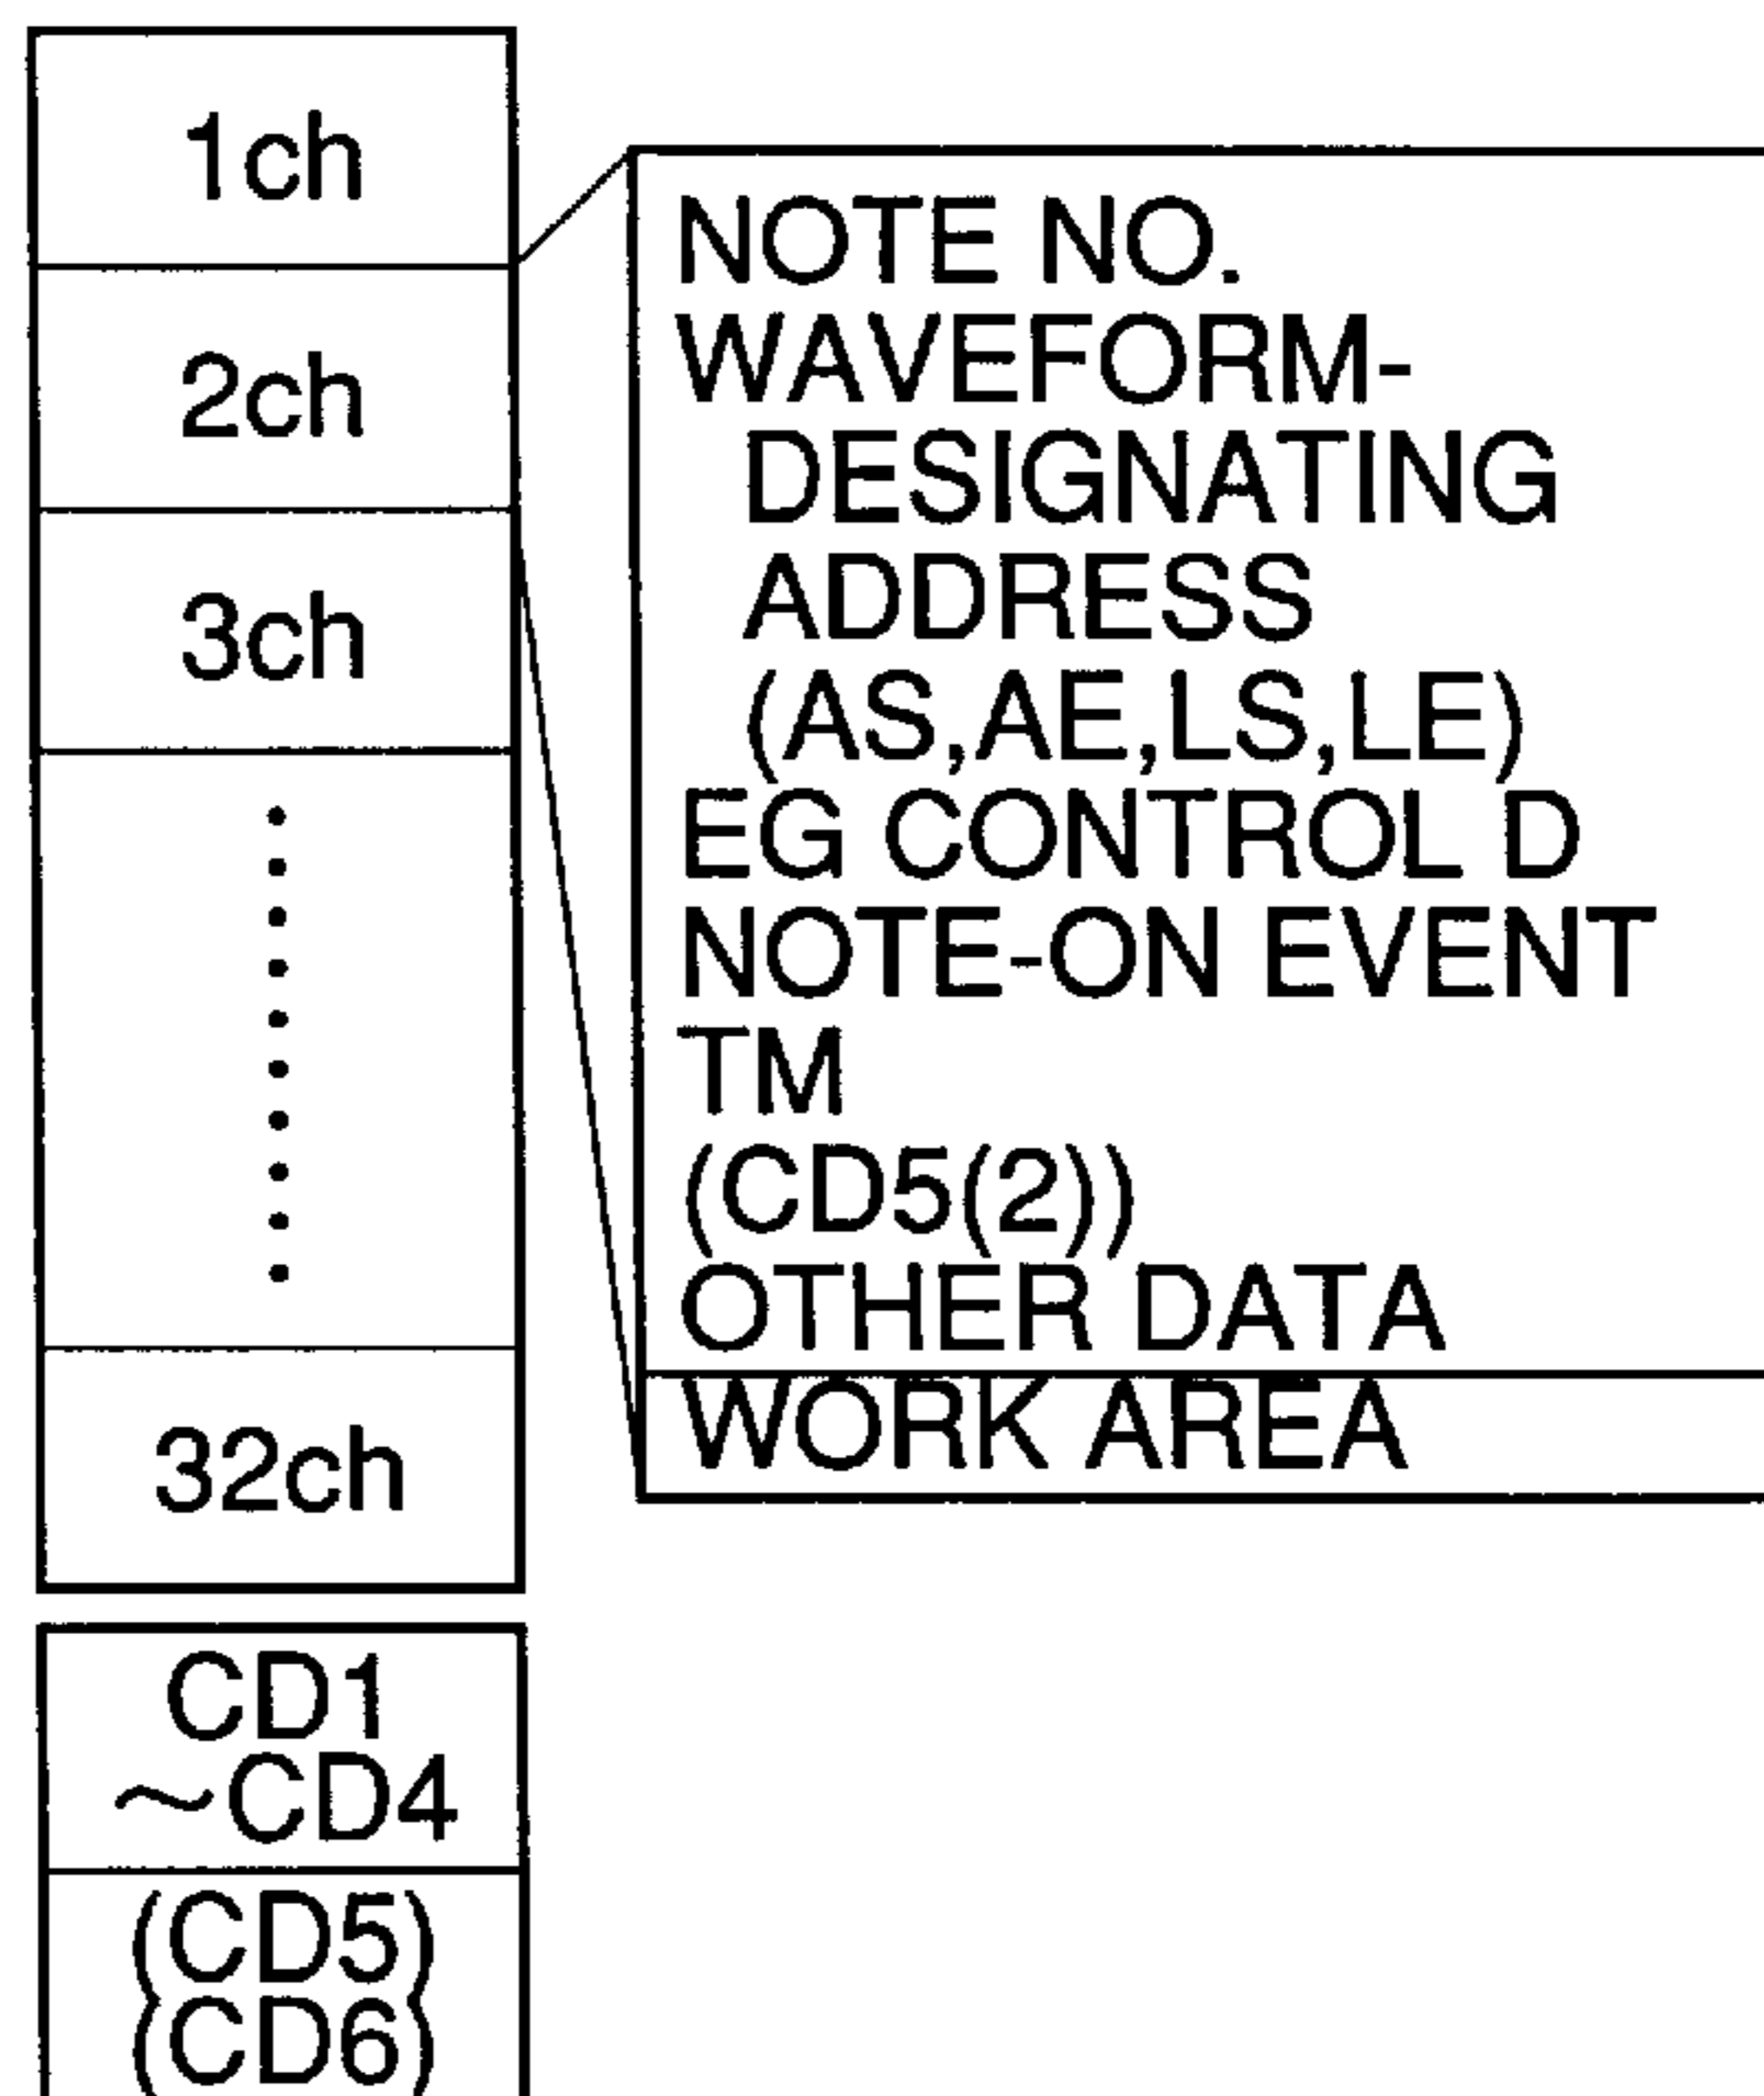 1ch
2ch
3ch
32ch
NOTE NO.
WAVEFORM-
DESIGNATING
ADDRESS
(AS,AE,LS,LE)
EG CONTROL D
NOTE-ON EVENT
TM
(CD5(2))
OTHER DATA
WORK AREA
CD1
~CD4
(CD5)
(CD6)